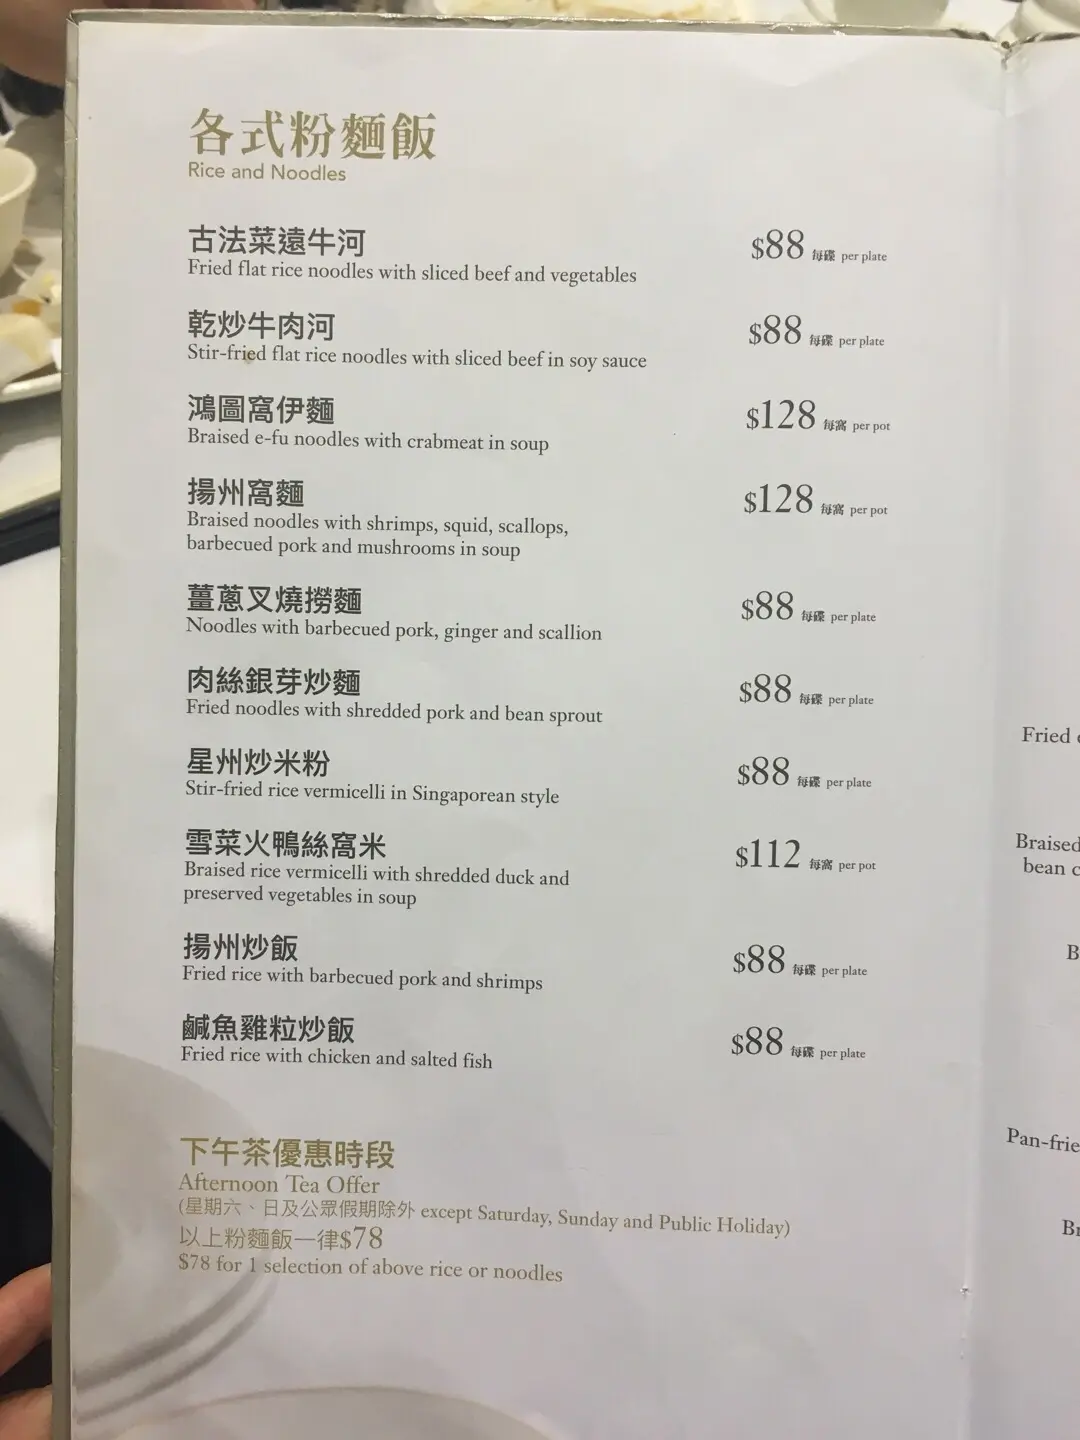 各式粉麵飯
Rice and Noodles
古法菜遠牛河 $88 每碟 per plate
Fried flat rice noodles with sliced beef and vegetables
乾炒牛肉河 $88 每碟 per plate
Stir-fried flat rice noodles with sliced beef in soy sauce
鴻圖窩伊麵 $128 每窩 per pot
Braised e-fu noodles with crabmeat in soup
揚州窩麵 $128 每窩 per pot
Braised noodles with shrimps, squid, scallops,
barbecued pork and mushrooms in soup
薑蔥叉燒撈麵 $88 每碟 per plate
Noodles with barbecued pork, ginger and scallion
肉絲銀芽炒麵 $88 每碟 per plate
Fried noodles with shredded pork and bean sprout
星州炒米粉 $88 每碟 per plate
Stir-fried rice vermicelli in Singaporean style
雪菜火鴨絲窩米 $112 每窩 per pot
Braised rice vermicelli with shredded duck and
preserved vegetables in soup
揚州炒飯 $88 每碟 per plate
Fried rice with barbecued pork and shrimps
鹹魚雞粒炒飯 $88 每碟 per plate
Fried rice with chicken and salted fish
下午茶優惠時段
Afternoon Tea Offer
(星期六、日及公眾假期除外 except Saturday, Sunday and Public Holiday)
以上粉麵飯一律$78
$78 for 1 selection of above rice or noodles
Fried
Braised
bean
Pan-frie